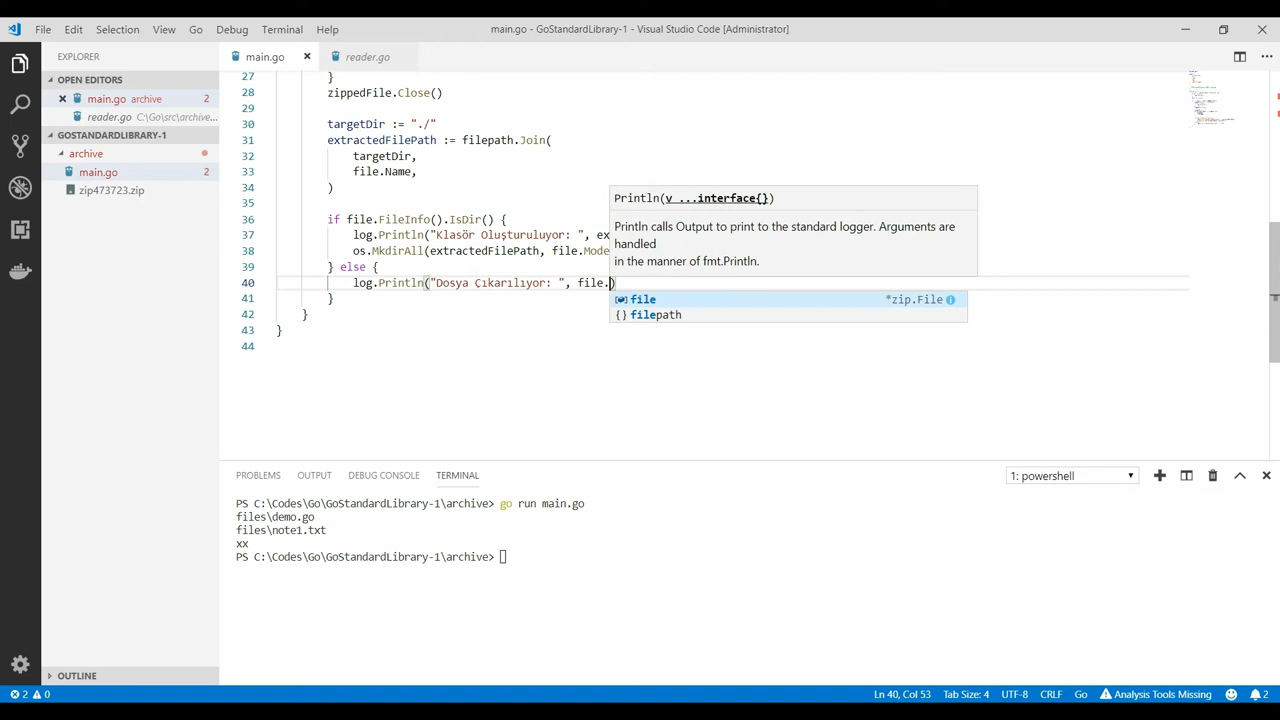 File Edit Selection View Go Debug Terminal Help
main.go - GoStandardLibrary-1 - Visual Studio Code [Administrator]
EXPLORER
OPEN EDITORS
main.go archive 2
reader.go C:\Go\src\archive...
GOSTANDARDLIBRARY-1
archive
main.go 2
zip473723.zip
OUTLINE
main.go
reader.go
27 }
28 zippedFile.Close()
29
30 targetDir := "./"
31 extractedFilePath := filepath.Join(
32 targetDir,
33 file.Name,
34 )
35
36 if file.FileInfo().IsDir() {
37 log.Println("Klasör Oluşturuluyor: ", ex
38 os.MkdirAll(extractedFilePath, file.Mode
39 } else {
40 log.Println("Dosya Çıkarılıyor: ", file.)
41 }
42 }
43 }
44
Println(v ...interface{})
Println calls Output to print to the standard logger. Arguments are
handled
in the manner of fmt.Println.
file *zip.File
{} filepath
PROBLEMS OUTPUT DEBUG CONSOLE TERMINAL
1: powershell
PS C:\Codes\Go\GoStandardLibrary-1\archive> go run main.go
files\demo.go
files\note1.txt
xx
PS C:\Codes\Go\GoStandardLibrary-1\archive>
2 0
Ln 40, Col 53 Tab Size: 4 UTF-8 CRLF Go Analysis Tools Missing 2